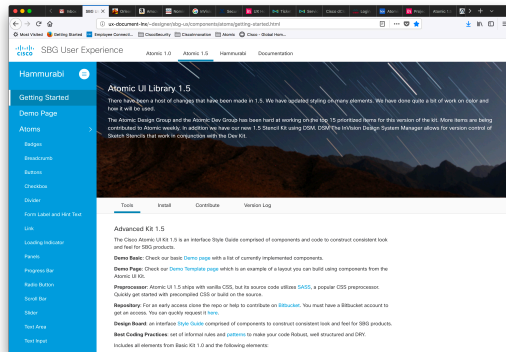 ux-document-inc/~designer/sbg-us/components/atoms/getting-started.html
Most Visited Getting Started Employee Connecti... CiscoSecurity CiscoInnovation Atomic Cisco - Global Hom...
CISCO SBG User Experience Atomic 1.0 Atomic 1.5 Hammurabi Documentation
Hammurabi
Getting Started
Demo Page
Atoms
Badges
Breadcrumb
Buttons
Checkbox
Divider
Form Label and Hint Text
Link
Loading Indicator
Panels
Progress Bar
Radio Button
Scroll Bar
Slider
Text Area
Text Input
Atomic UI Library 1.5
There have been a host of changes that have been made in 1.5. We have updated styling on many elements. We have done quite a bit of work on color and
how it will be used.
The Atomic Design Group and the Atomic Dev Group has been hard at working on the top 15 prioritized items for this version of the kit. More items are being
contributed to Atomic weekly. In addition we have our new 1.5 Stencil Kit using DSM. DSM The InVision Design System Manager allows for version control of
Sketch Stencils that work in conjunction with the Dev Kit.
Tools Install Contribute Version Log
Advanced Kit 1.5
The Cisco Atomic UI Kit 1.5 is an Interface Style Guide comprised of components and code to construct consistent look
and feel for SBG products.
Demo Basic: Check our basic Demo page with a list of currently implemented components.
Demo Page: Check our Demo Template page which is an example of a layout you can build using components from the
Atomic UI Kit.
Preprocessor: Atomic UI 1.5 ships with vanilla CSS, but its source code utilizes SASS, a popular CSS preprocessor.
Quickly get started with precompiled CSS or build on the source.
Repository: For an early access clone the repo or help to contribute on Bitbucket. You must have a Bitbucket account to
get an access. You can quickly request it here.
Design Board: an interface Style Guide comprised of components to construct consistent look and feel for SBG products.
Best Coding Practices: set of informal rules and patterns to make your code Robust, well structured and DRY.
Includes all elements from Basic Kit 1.0 and the following elements: